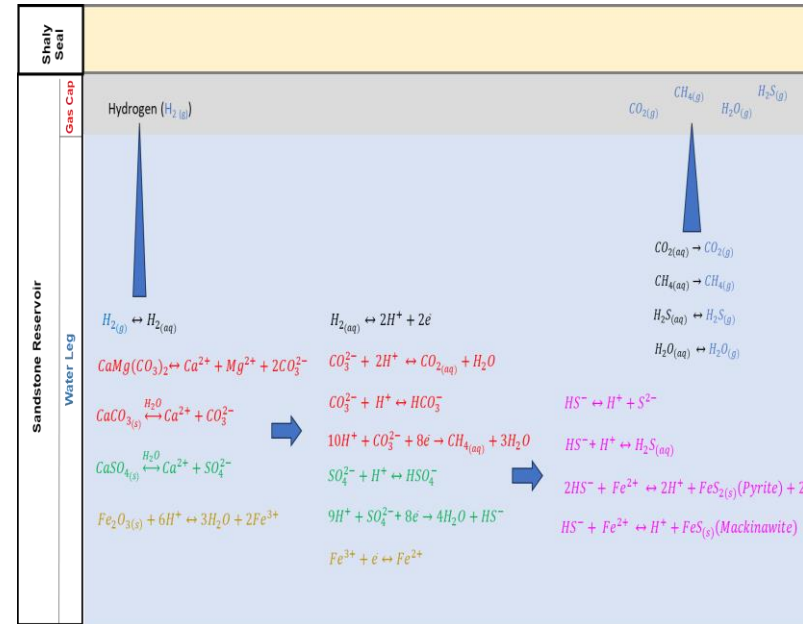 Shaly
Seal
Sandstone Reservoir
Gas Cap
Water Leg
Hydrogen (H₂ ₍g₎)
CO₂(g)
CH₄(g)
H₂O(g)
H₂S(g)
H₂(g) ↔ H₂(aq)
CaMg(CO₃)₂ ↔ Ca²⁺ + Mg²⁺ + 2CO₃²⁻
CaCO₃(s) ↔ (H₂O) Ca²⁺ + CO₃²⁻
CaSO₄(s) ↔ (H₂O) Ca²⁺ + SO₄²⁻
Fe₂O₃(s) + 6H⁺ ↔ 3H₂O + 2Fe³⁺
H₂(aq) ↔ 2H⁺ + 2e
CO₃²⁻ + 2H⁺ ↔ CO₂(aq) + H₂O
CO₃²⁻ + H⁺ ↔ HCO₃⁻
10H⁺ + CO₃²⁻ + 8e → CH₄(aq) + 3H₂O
SO₄²⁻ + H⁺ ↔ HSO₄⁻
9H⁺ + SO₄²⁻ + 8e → 4H₂O + HS⁻
Fe³⁺ + e ↔ Fe²⁺
CO₂(aq) → CO₂(g)
CH₄(aq) → CH₄(g)
H₂S(aq) ↔ H₂S(g)
H₂O(aq) ↔ H₂O(g)
HS⁻ ↔ H⁺ + S²⁻
HS⁻ + H⁺ ↔ H₂S(aq)
2HS⁻ + Fe²⁺ ↔ 2H⁺ + FeS₂(s)(Pyrite) + 2
HS⁻ + Fe²⁺ ↔ H⁺ + FeS(s)(Mackinawite)